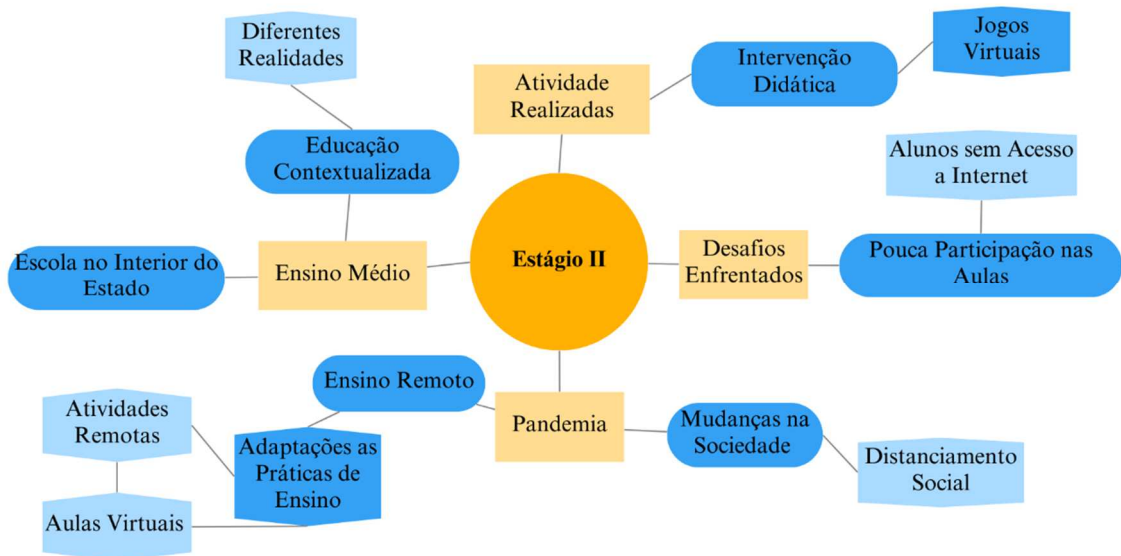 Diferentes
Realidades
Atividade
Realizadas
Intervenção
Didática
Jogos
Virtuais
Educação
Contextualizada
Alunos sem Acesso
a Internet
Escola no Interior do
Estado
Ensino Médio
Estágio II
Desafios
Enfrentados
Pouca Participação nas
Aulas
Ensino Remoto
Pandemia
Mudanças na
Sociedade
Distanciamento
Social
Atividades
Remotas
Adaptações as
Práticas de
Ensino
Aulas Virtuais